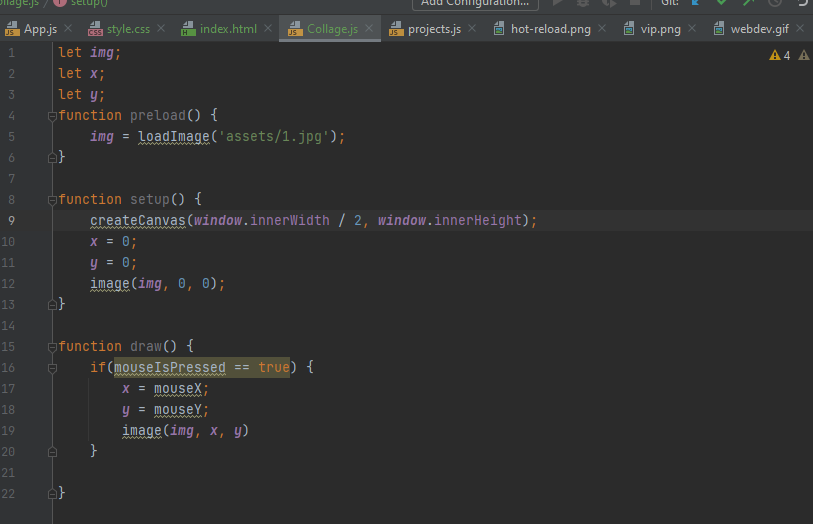 ollage.js / setup()
Add Configuration...
Git:
App.js
style.css
index.html
Collage.js
projects.js
hot-reload.png
vip.png
webdev.gif
4
1 let img;
2 let x;
3 let y;
4 function preload() {
5 img = loadImage('assets/1.jpg');
6 }
7
8 function setup() {
9 createCanvas(window.innerWidth / 2, window.innerHeight);
10 x = 0;
11 y = 0;
12 image(img, 0, 0);
13 }
14
15 function draw() {
16 if(mouseIsPressed == true) {
17 x = mouseX;
18 y = mouseY;
19 image(img, x, y)
20 }
21
22 }